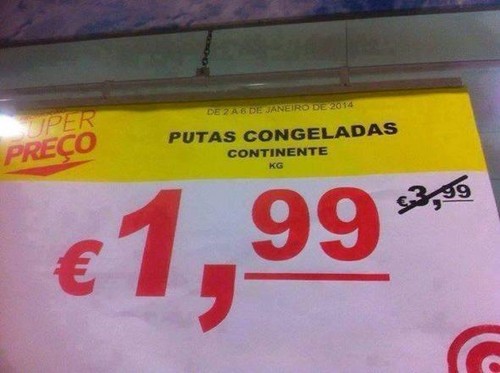 DE 2 A 6 DE JANEIRO DE 2014
SUPER
PREÇO
PUTAS CONGELADAS
CONTINENTE
KG
€3,99
€1,99